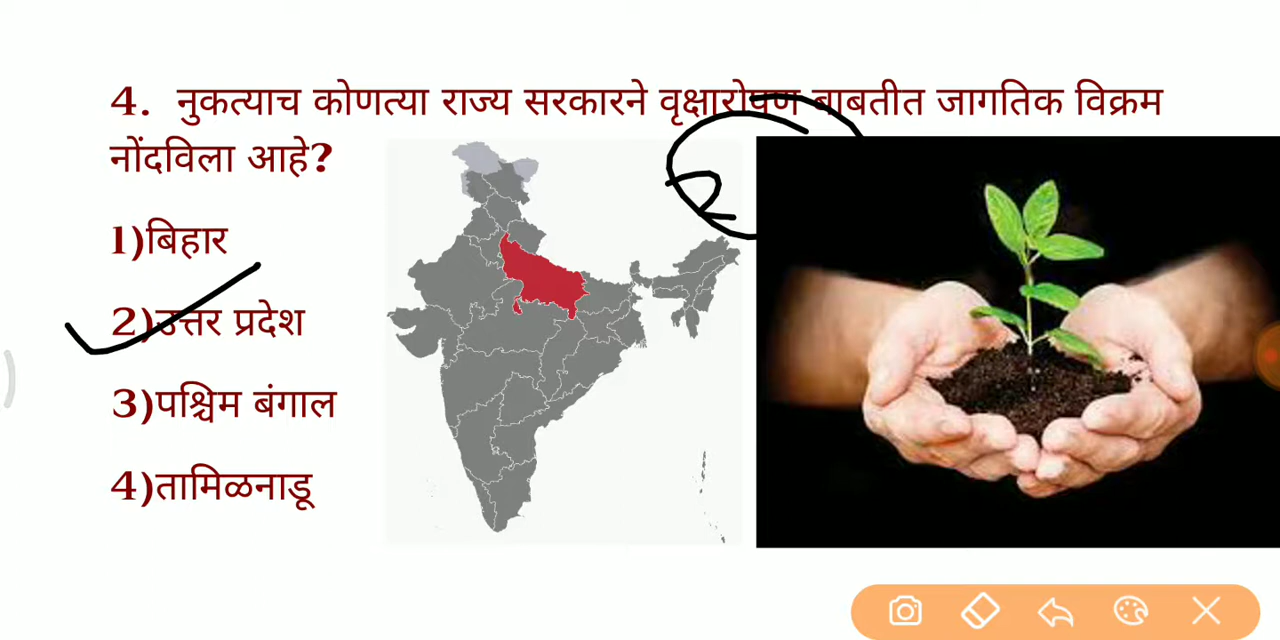 4. नुकत्याच कोणत्या राज्य सरकारने वृक्षारोपण बाबतीत जागतिक विक्रम
नोंदविला आहे?
1)बिहार
2)उत्तर प्रदेश
3)पश्चिम बंगाल
4)तामिळनाडू